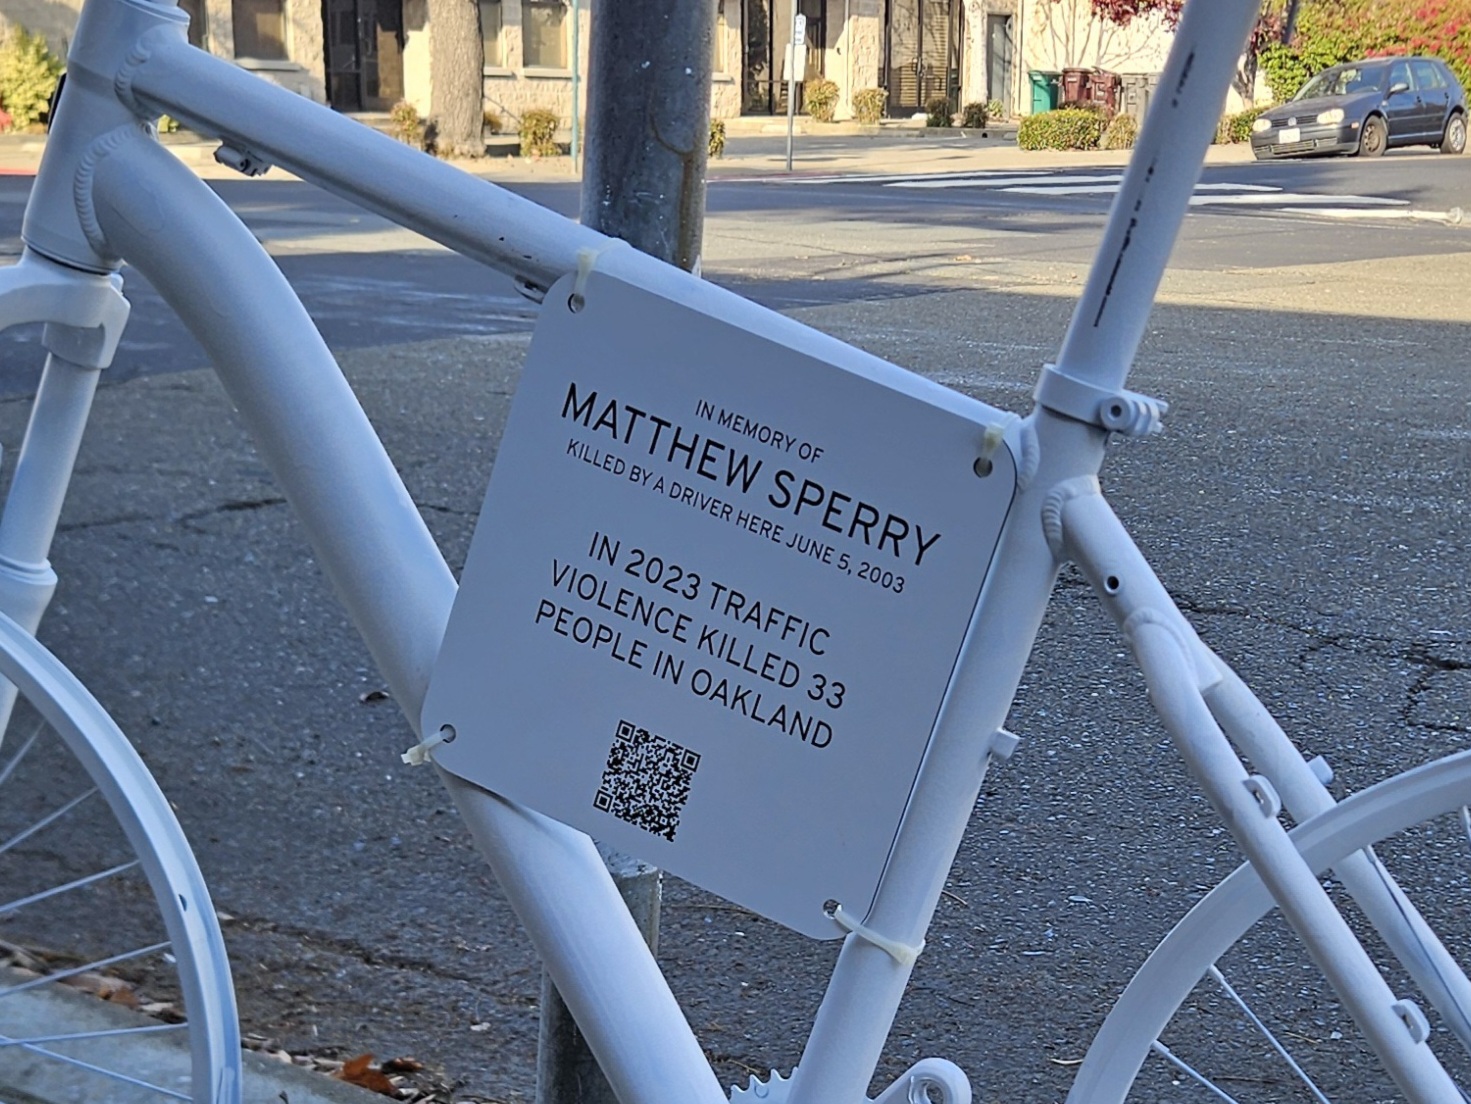 IN MEMORY OF
MATTHEW SPERRY
KILLED BY A DRIVER HERE JUNE 5, 2003
IN 2023 TRAFFIC
VIOLENCE KILLED 33
PEOPLE IN OAKLAND